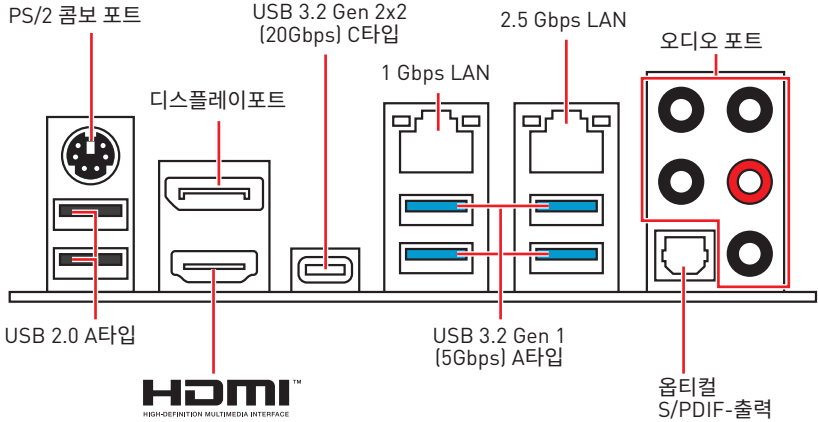 PS/2 콤보 포트
USB 3.2 Gen 2x2
(20Gbps) C타입
2.5 Gbps LAN
오디오 포트
1 Gbps LAN
디스플레이포트
USB 2.0 A타입
USB 3.2 Gen 1
(5Gbps) A타입
HDMI™
HIGH-DEFINITION MULTIMEDIA INTERFACE
옵티컬
S/PDIF-출력